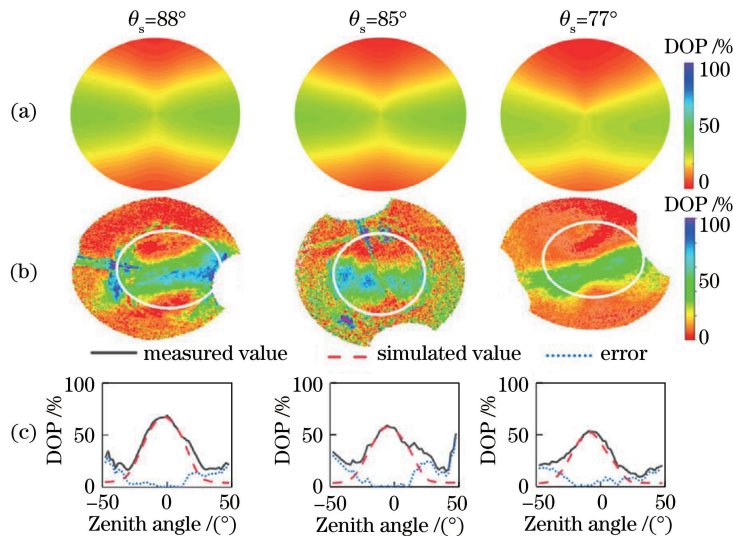 θs=88° θs=85° θs=77°
DOP /%
100
50
0
(a)
DOP /%
100
50
0
(b)
measured value simulated value error
(c)
DOP /%
100
50
0
−50 0 50
Zenith angle /(°)
DOP /%
100
50
0
−50 0 50
Zenith angle /(°)
DOP /%
100
50
0
−50 0 50
Zenith angle /(°)